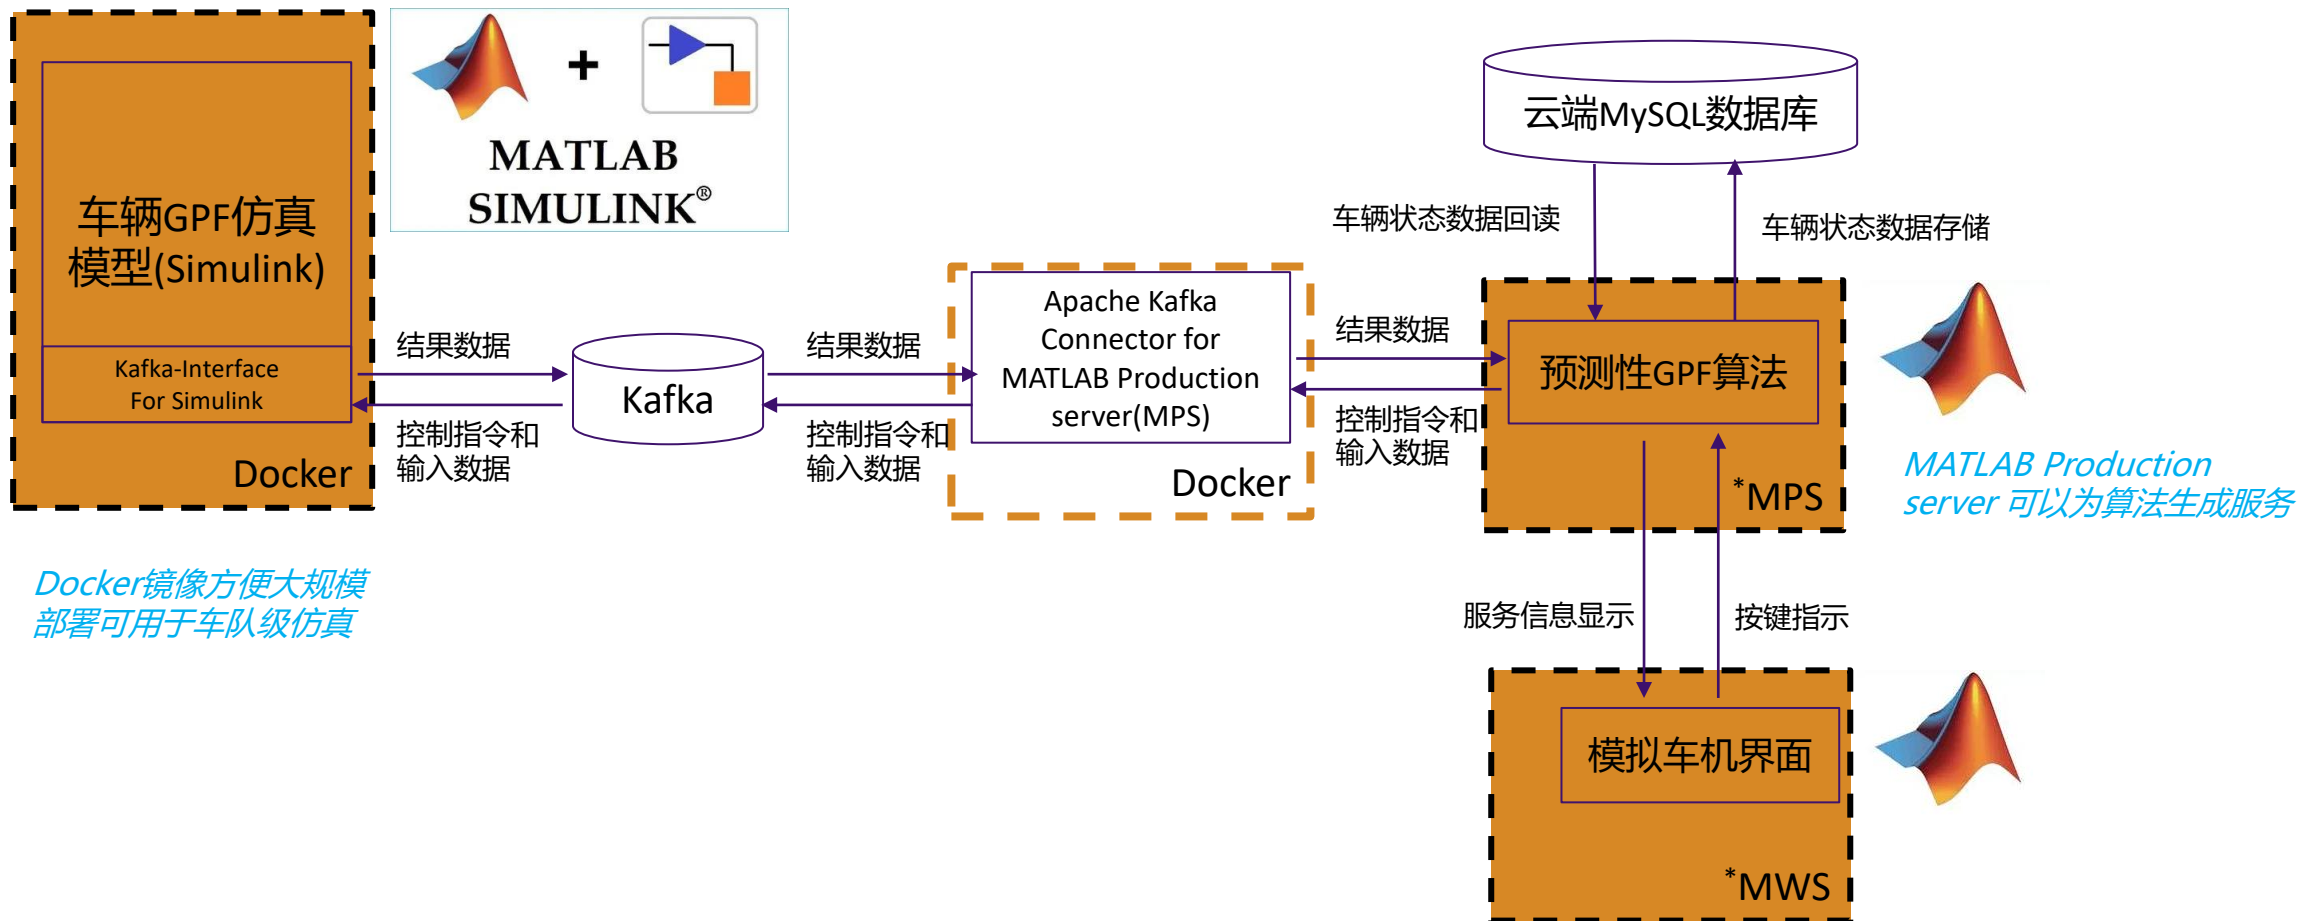 车辆GPF仿真
模型(Simulink)
Kafka-Interface
For Simulink
Docker
MATLAB
SIMULINK®
结果数据
控制指令和
输入数据
Kafka
结果数据
控制指令和
输入数据
Apache Kafka
Connector for
MATLAB Production
server(MPS)
Docker
结果数据
控制指令和
输入数据
云端MySQL数据库
车辆状态数据回读
车辆状态数据存储
预测性GPF算法
*MPS
MATLAB Production
server 可以为算法生成服务
Docker镜像方便大规模
部署可用于车队级仿真
服务信息显示
按键指示
模拟车机界面
*MWS